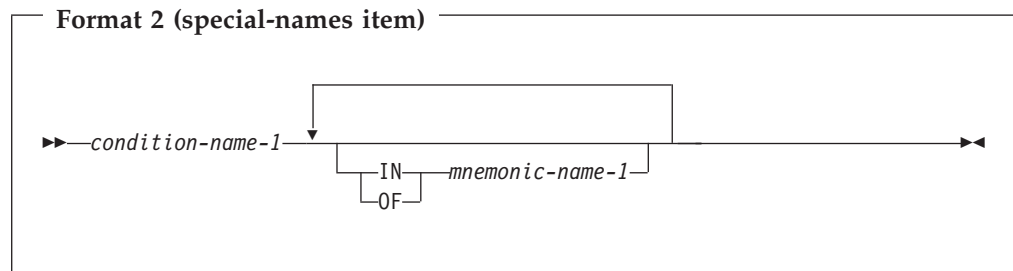 Format 2 (special-names item)
condition-name-1
IN mnemonic-name-1
OF